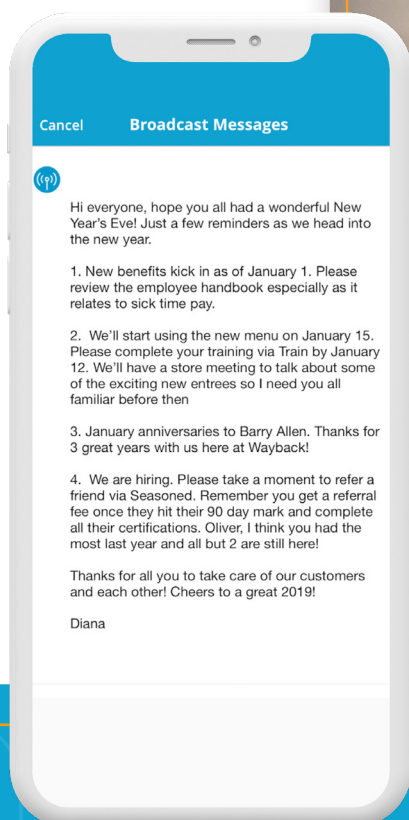 Cancel
Broadcast Messages
Hi everyone, hope you all had a wonderful New
Year's Eve! Just a few reminders as we head into
the new year.
1. New benefits kick in as of January 1. Please
review the employee handbook especially as it
relates to sick time pay.
2.  We'll start using the new menu on January 15.
Please complete your training via Train by January
12. We'll have a store meeting to talk about some
of the exciting new entrees so I need you all
familiar before then
3. January anniversaries to Barry Allen. Thanks for
3 great years with us here at Wayback!
4.  We are hiring. Please take a moment to refer a
friend via Seasoned. Remember you get a referral
fee once they hit their 90 day mark and complete
all their certifications. Oliver, I think you had the
most last year and all but 2 are still here!
Thanks for all you to take care of our customers
and each other! Cheers to a great 2019!
Diana